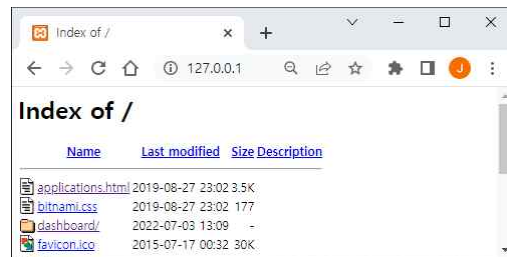 Index of /
127.0.0.1
J
Index of /
Name Last modified Size Description
applications.html 2019-08-27 23:02 3.5K
bitnami.css 2019-08-27 23:02 177
dashboard/ 2022-07-03 13:09 -
favicon.ico 2015-07-17 00:32 30K